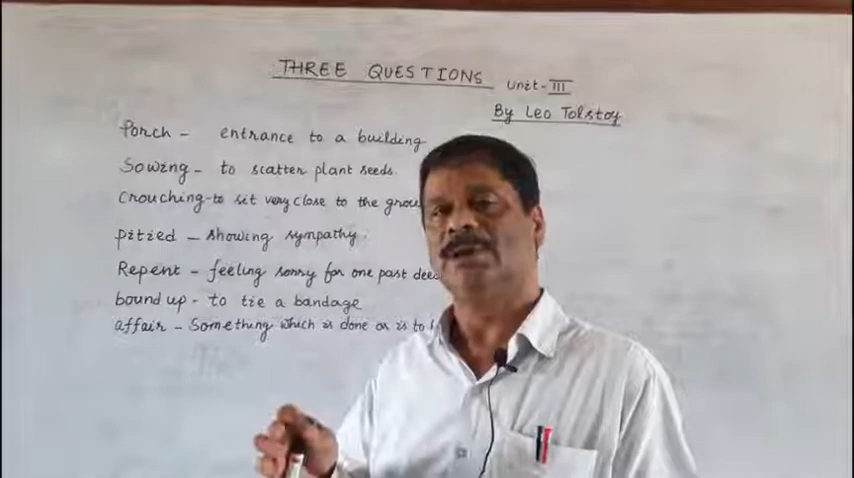 THREE QUESTIONS Unit-III
By Leo Tolstoy
Porch - entrance to a building
Sowing - to scatter plant seeds.
Crouching - to sit very close to the
pitied - showing sympathy.
Repent - feeling sorry for one past
bound up - to tie a bandage
affair - Something which is done or is to